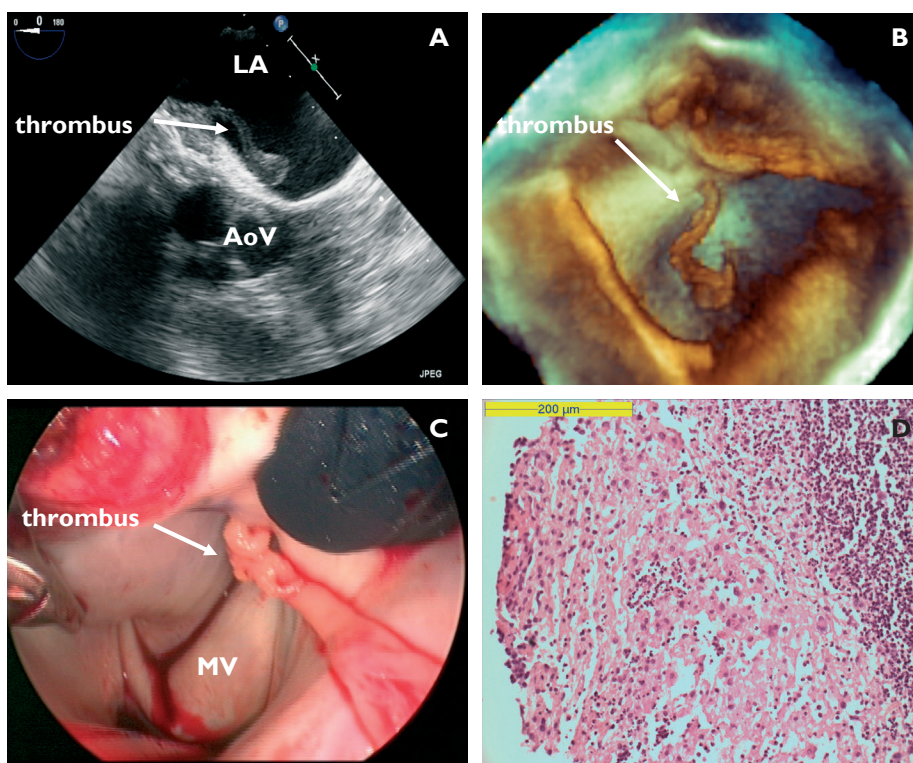 0 0 180
P
A
LA
x
thrombus
AoV
JPEG
B
thrombus
C
thrombus
MV
200 µm
D